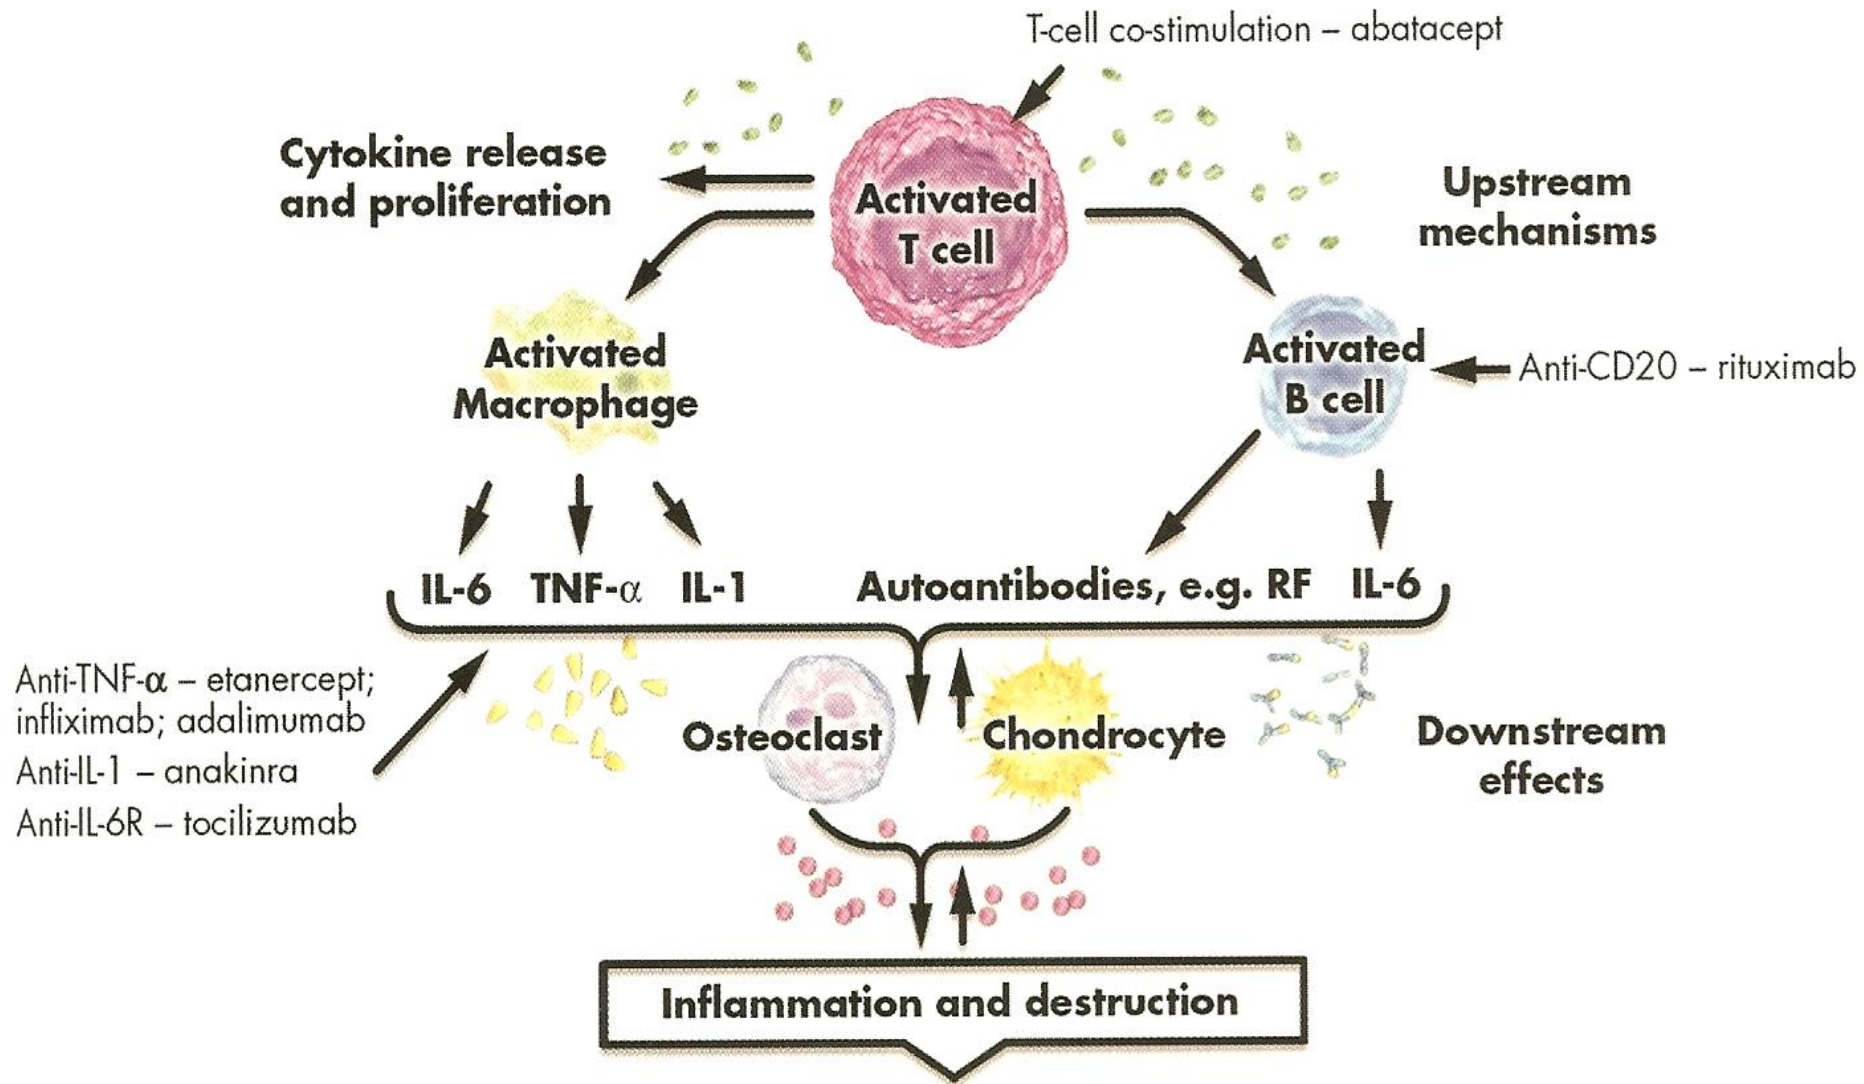 T-cell co-stimulation – abatacept
Cytokine release
and proliferation
Activated
T cell
Upstream
mechanisms
Activated
Macrophage
Activated
B cell
Anti-CD20 – rituximab
IL-6 TNF-α IL-1
Autoantibodies, e.g. RF IL-6
Anti-TNF-α – etanercept;
infliximab; adalimumab
Anti-IL-1 – anakinra
Anti-IL-6R – tocilizumab
Osteoclast
Chondrocyte
Downstream
effects
Inflammation and destruction